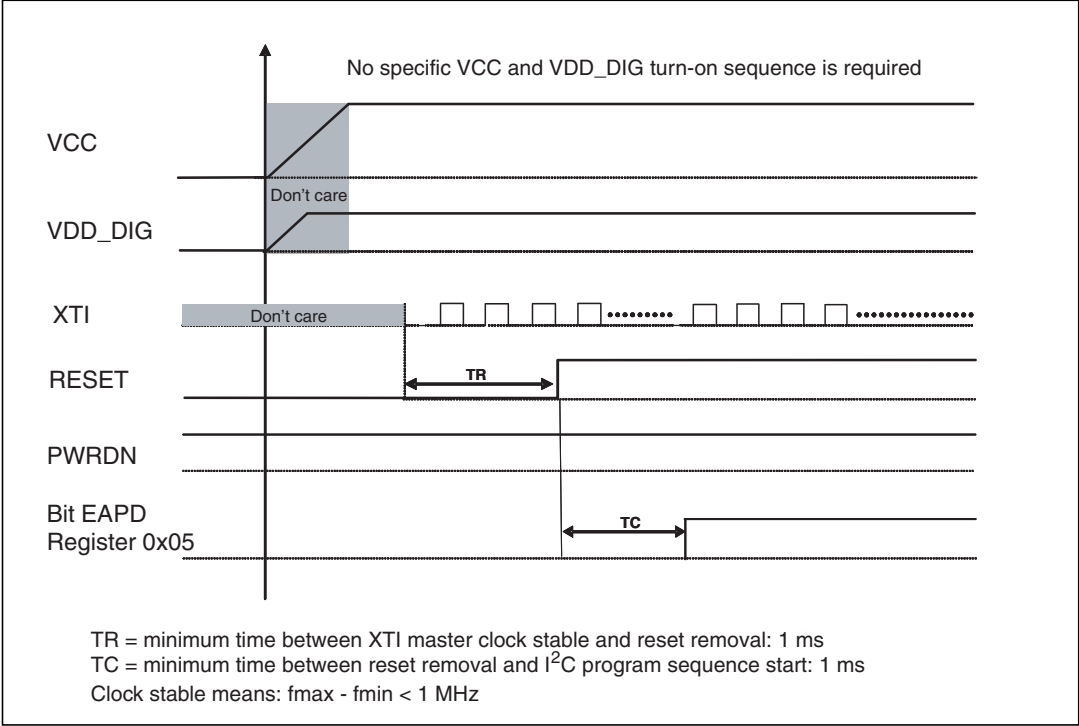 No specific VCC and VDD_DIG turn-on sequence is required
VCC
Don't care
VDD_DIG
XTI
Don't care
RESET
TR
PWRDN
Bit EAPD
Register 0x05
TC
TR = minimum time between XTI master clock stable and reset removal: 1 ms
TC = minimum time between reset removal and I²C program sequence start: 1 ms
Clock stable means: fmax - fmin < 1 MHz